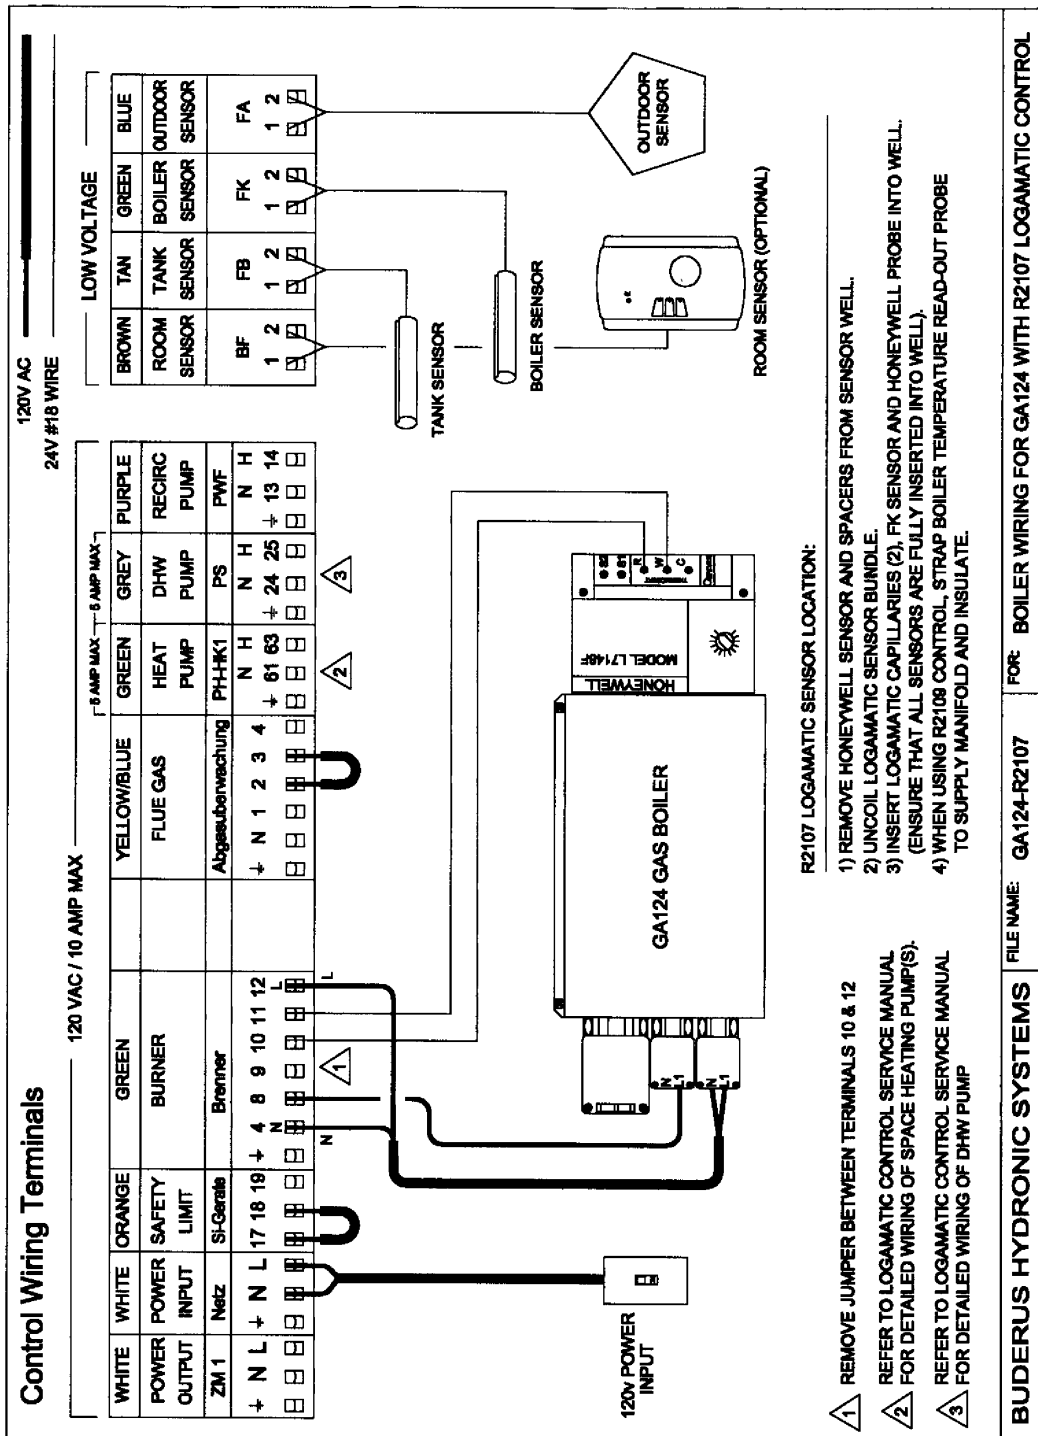 Control Wiring Terminals
120V AC
24V #18 WIRE
120 VAC / 10 AMP MAX
5 AMP MAX
5 AMP MAX
LOW VOLTAGE
WHITE WHITE ORANGE GREEN YELLOW/BLUE GREEN GREY PURPLE BROWN TAN GREEN BLUE
POWER OUTPUT
POWER INPUT
SAFETY LIMIT
BURNER
FLUE GAS
HEAT PUMP
DHW PUMP
RECIRC PUMP
ROOM SENSOR
TANK SENSOR
BOILER SENSOR
OUTDOOR SENSOR
ZM 1 Netz SI-Gerate Brenner Abgasuberwachung PH-HK1 PS PWF BF FB FK FA
N L
N L
17 18 19
4 8 9 10 11 12
N 1 2 3 4
N H
61 63
N H
24 25
N H
13 14
1 2
1 2
1 2
1 2
N L
N L
1
2
3
120v POWER
INPUT
N
L1
N
L1
GA124 GAS BOILER
HONEYWELL
MODEL L7148F
S2
S1
R
W
C
TANK SENSOR
BOILER SENSOR
ROOM SENSOR (OPTIONAL)
OUTDOOR
SENSOR
1 REMOVE JUMPER BETWEEN TERMINALS 10 & 12
2 REFER TO LOGAMATIC CONTROL SERVICE MANUAL
FOR DETAILED WIRING OF SPACE HEATING PUMP(S).
3 REFER TO LOGAMATIC CONTROL SERVICE MANUAL
FOR DETAILED WIRING OF DHW PUMP
R2107 LOGAMATIC SENSOR LOCATION:
1) REMOVE HONEYWELL SENSOR AND SPACERS FROM SENSOR WELL.
2) UNCOIL LOGAMATIC SENSOR BUNDLE.
3) INSERT LOGAMATIC CAPILLARIES (2), FK SENSOR AND HONEYWELL PROBE INTO WELL.
(ENSURE THAT ALL SENSORS ARE FULLY INSERTED INTO WELL).
4) WHEN USING R2109 CONTROL, STRAP BOILER TEMPERATURE READ-OUT PROBE
TO SUPPLY MANIFOLD AND INSULATE.
BUDERUS HYDRONIC SYSTEMS
FILE NAME: GA124-R2107
FOR: BOILER WIRING FOR GA124 WITH R2107 LOGAMATIC CONTROL